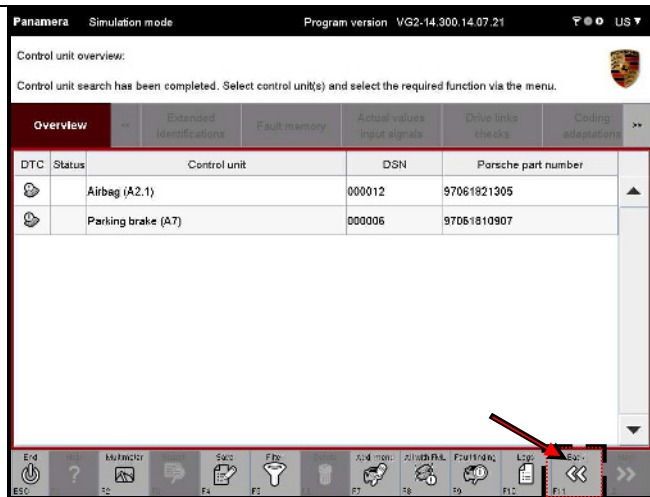 Panamera Simulation mode Program version VG2-14.300.14.07.21 US
Control unit overview:
Control unit search has been completed. Select control unit(s) and select the required function via the menu.
Overview << Extended identifications Fault memory Actual values input signals Drive links checks Coding adaptations >>
DTC Status Control unit DSN Porsche part number
Airbag (A2.1) 000012 97061821305
Parking brake (A7) 000006 97061810907
End Help Multimeter Save Filter Delete Fault finding Logs Back
ESC ? F2 F4 F5 F7 F8 F9 F10 F11